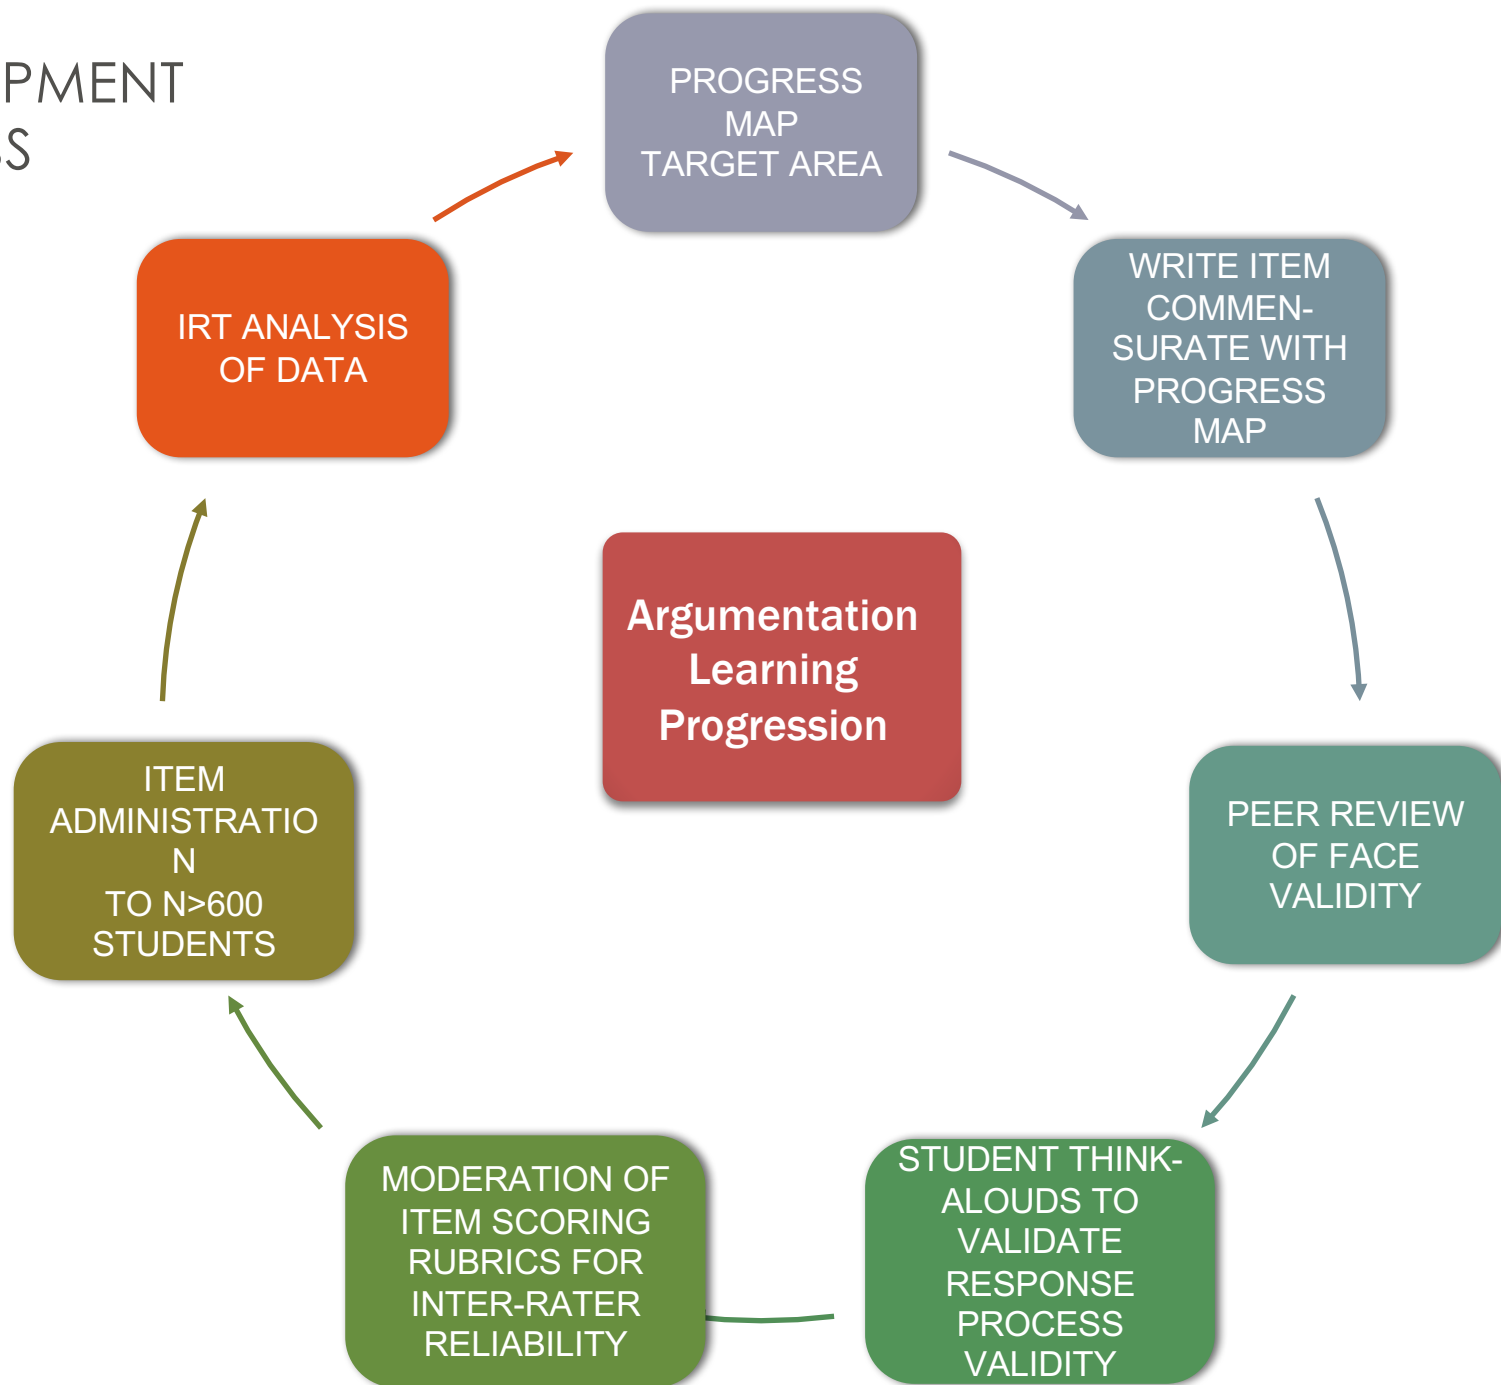 PMENT
SS
PROGRESS
MAP
TARGET AREA
WRITE ITEM
COMMEN-
SURATE WITH
PROGRESS
MAP
PEER REVIEW
OF FACE
VALIDITY
STUDENT THINK-
ALOUDS TO
VALIDATE
RESPONSE
PROCESS
VALIDITY
MODERATION OF
ITEM SCORING
RUBRICS FOR
INTER-RATER
RELIABILITY
ITEM
ADMINISTRATIO
N
TO N>600
STUDENTS
IRT ANALYSIS
OF DATA
Argumentation
Learning
Progression